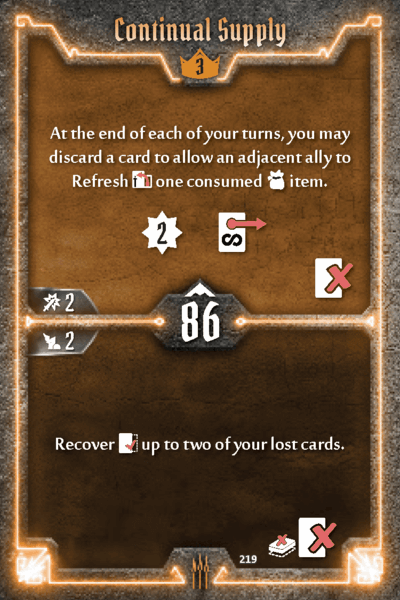 Continual Supply
3
At the end of each of your turns, you may
discard a card to allow an adjacent ally to
Refresh one consumed item.
2
2
86
2
Recover up to two of your lost cards.
219